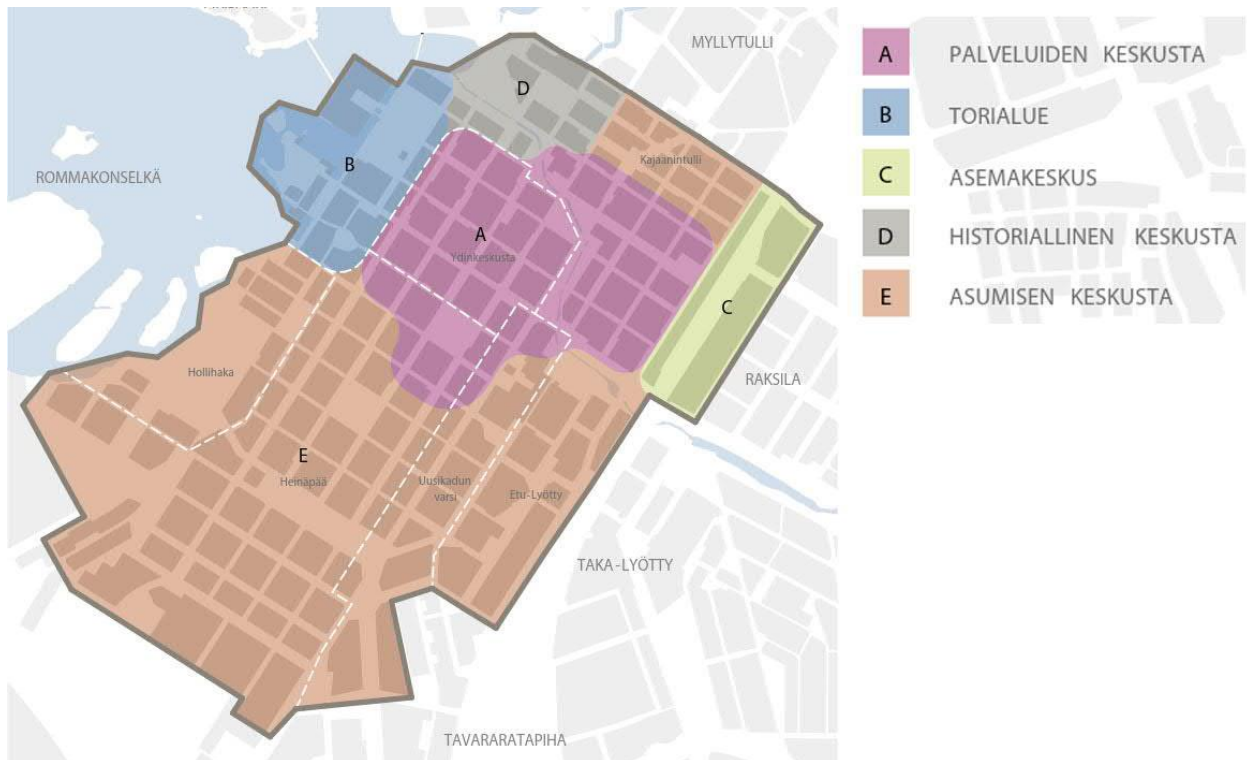 MYLLYTULLI
D
Kajaanintulli
B
ROMMAKONSELKÄ
A
Ydinkeskusta
C
Hollihaka
RAKSILA
E
Heinäpää
Uusikadun
varsi
Etu-Lyötty
TAKA-LYÖTTY
TAVARARATAPIHA
A PALVELUIDEN KESKUSTA
B TORIALUE
C ASEMAKESKUS
D HISTORIALLINEN KESKUSTA
E ASUMISEN KESKUSTA